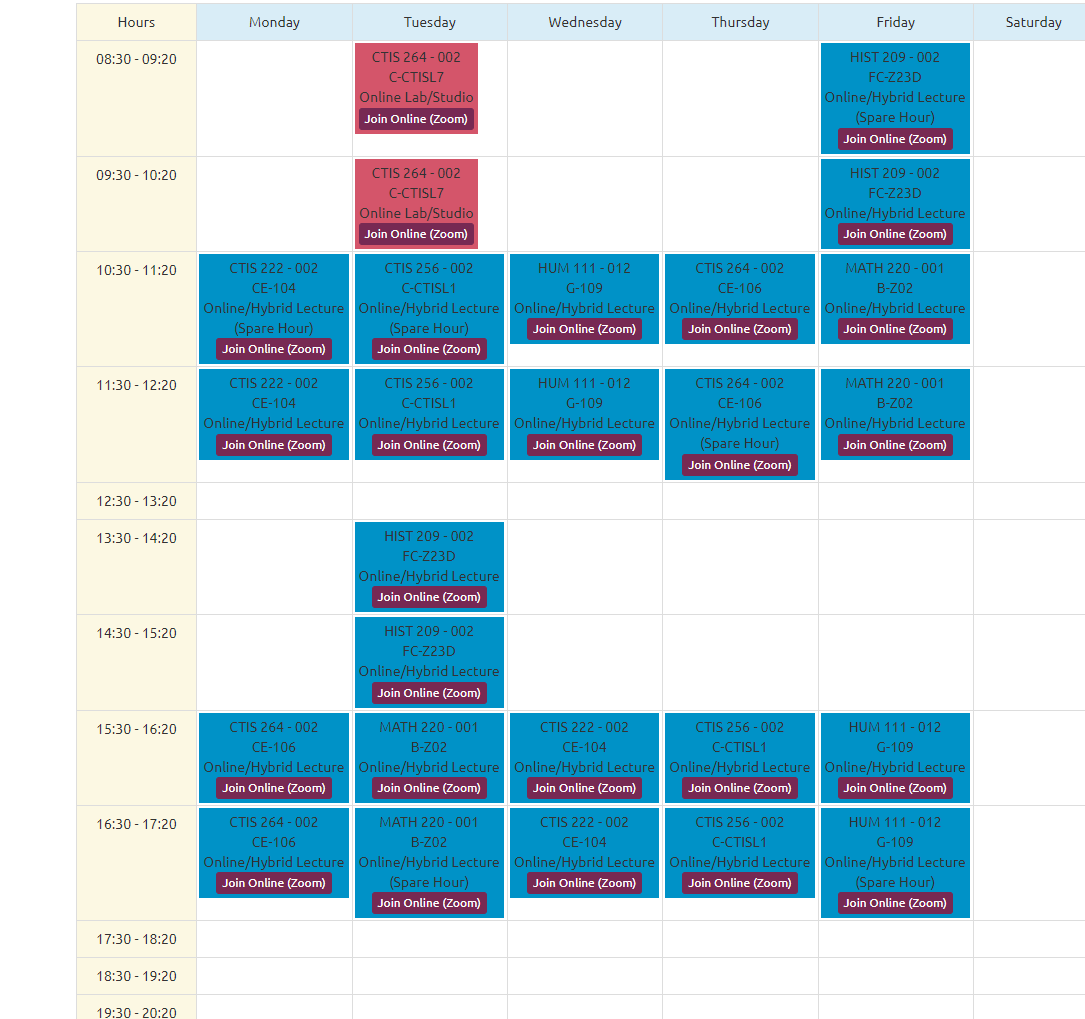 Hours Monday Tuesday Wednesday Thursday Friday Saturday
08:30 - 09:20
CTIS 264 - 002
C-CTISL7
Online Lab/Studio
Join Online (Zoom)
HIST 209 - 002
FC-Z23D
Online/Hybrid Lecture
(Spare Hour)
Join Online (Zoom)
09:30 - 10:20
CTIS 264 - 002
C-CTISL7
Online Lab/Studio
Join Online (Zoom)
HIST 209 - 002
FC-Z23D
Online/Hybrid Lecture
Join Online (Zoom)
10:30 - 11:20
CTIS 222 - 002
CE-104
Online/Hybrid Lecture
(Spare Hour)
Join Online (Zoom)
CTIS 256 - 002
C-CTISL1
Online/Hybrid Lecture
(Spare Hour)
Join Online (Zoom)
HUM 111 - 012
G-109
Online/Hybrid Lecture
Join Online (Zoom)
CTIS 264 - 002
CE-106
Online/Hybrid Lecture
Join Online (Zoom)
MATH 220 - 001
B-Z02
Online/Hybrid Lecture
Join Online (Zoom)
11:30 - 12:20
CTIS 222 - 002
CE-104
Online/Hybrid Lecture
Join Online (Zoom)
CTIS 256 - 002
C-CTISL1
Online/Hybrid Lecture
Join Online (Zoom)
HUM 111 - 012
G-109
Online/Hybrid Lecture
Join Online (Zoom)
CTIS 264 - 002
CE-106
Online/Hybrid Lecture
(Spare Hour)
Join Online (Zoom)
MATH 220 - 001
B-Z02
Online/Hybrid Lecture
Join Online (Zoom)
12:30 - 13:20
13:30 - 14:20
HIST 209 - 002
FC-Z23D
Online/Hybrid Lecture
Join Online (Zoom)
14:30 - 15:20
HIST 209 - 002
FC-Z23D
Online/Hybrid Lecture
Join Online (Zoom)
15:30 - 16:20
CTIS 264 - 002
CE-106
Online/Hybrid Lecture
Join Online (Zoom)
MATH 220 - 001
B-Z02
Online/Hybrid Lecture
Join Online (Zoom)
CTIS 222 - 002
CE-104
Online/Hybrid Lecture
Join Online (Zoom)
CTIS 256 - 002
C-CTISL1
Online/Hybrid Lecture
Join Online (Zoom)
HUM 111 - 012
G-109
Online/Hybrid Lecture
Join Online (Zoom)
16:30 - 17:20
CTIS 264 - 002
CE-106
Online/Hybrid Lecture
Join Online (Zoom)
MATH 220 - 001
B-Z02
Online/Hybrid Lecture
(Spare Hour)
Join Online (Zoom)
CTIS 222 - 002
CE-104
Online/Hybrid Lecture
Join Online (Zoom)
CTIS 256 - 002
C-CTISL1
Online/Hybrid Lecture
Join Online (Zoom)
HUM 111 - 012
G-109
Online/Hybrid Lecture
(Spare Hour)
Join Online (Zoom)
17:30 - 18:20
18:30 - 19:20
19:30 - 20:20